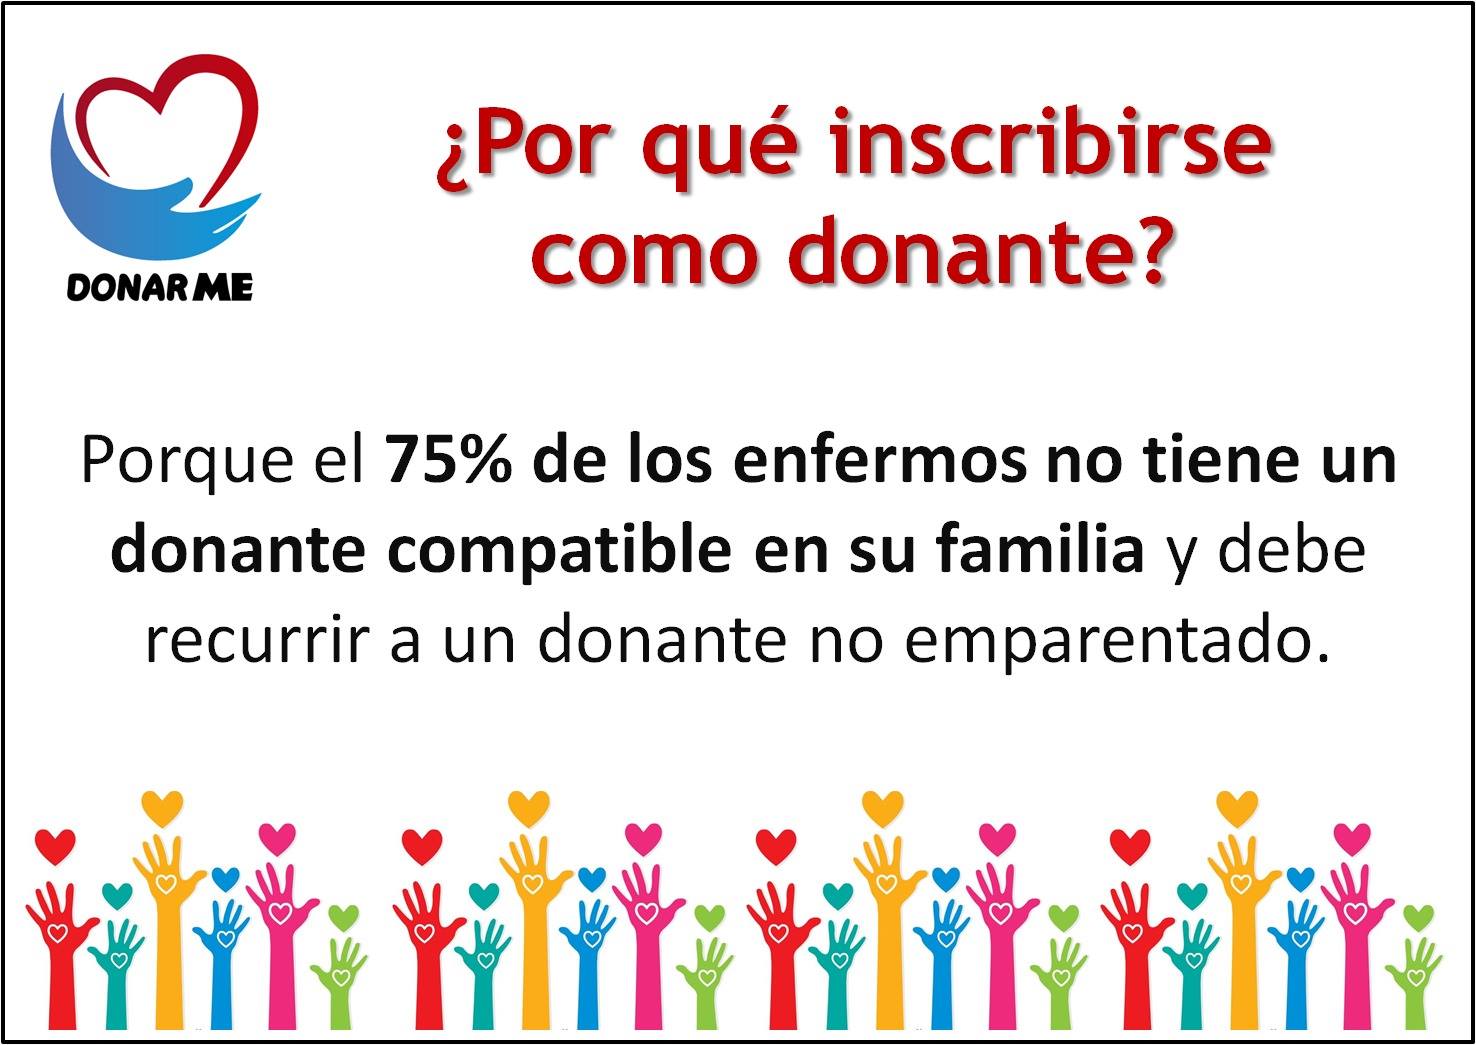 DONAR ME
¿Por qué inscribirse
como donante?
Porque el 75% de los enfermos no tiene un
donante compatible en su familia y debe
recurrir a un donante no emparentado.